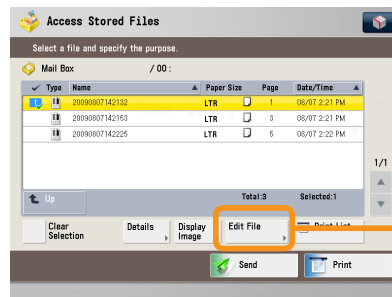 Access Stored Files
Select a file and specify the purpose.
Mail Box / 00 :
Type Name Paper Size Page Date/Time
1 20090807142132 LTR 1 08/07 2:21 PM
20090807142153 LTR 3 08/07 2:21 PM
20090807142225 LTR 5 08/07 2:22 PM
1/1
Up Total:3 Selected:1
Clear Selection Details Display Image Edit File Print List
Send Print